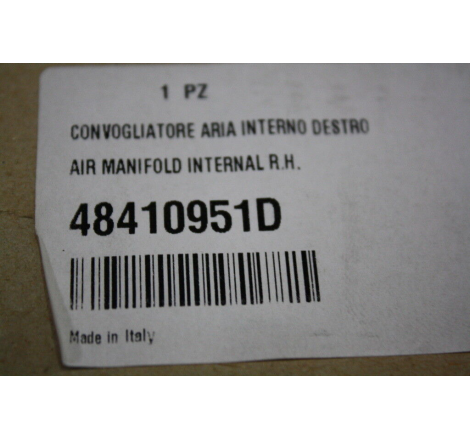 1 PZ
CONVOGLIATORE ARIA INTERNO DESTRO
AIR MANIFOLD INTERNAL R.H.
48410951D
Made in Italy